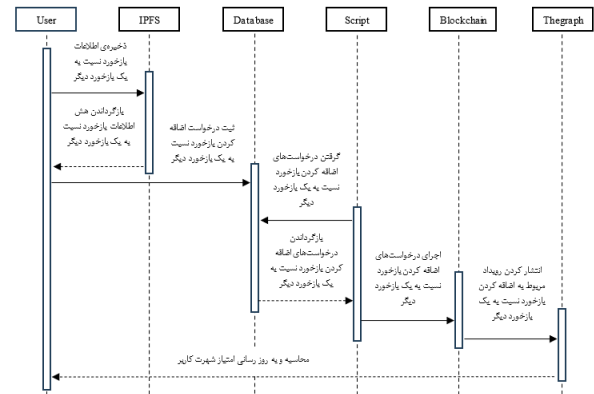 User
IPFS
Database
Script
Blockchain
Thegraph
ذخیره‌ی اطلاعات
بازخورد نسبت به
یک بازخورد دیگر
بازگرداندن هش
اطلاعات بازخورد نسبت
به یک بازخورد دیگر
ثبت درخواست اضافه
کردن بازخورد نسبت
به یک بازخورد دیگر
گرفتن درخواست‌های
اضافه کردن بازخورد
نسبت به یک بازخورد
دیگر
بازگرداندن
درخواست‌های اضافه
کردن بازخورد نسبت به
یک بازخورد دیگر
اجرای درخواست‌های
اضافه کردن بازخورد
نسبت به یک بازخورد
دیگر
انتشار کردن رویداد
مربوط به اضافه کردن
بازخورد نسبت به یک
بازخورد دیگر
محاسبه و به روز رسانی امتیاز شهرت کاربر